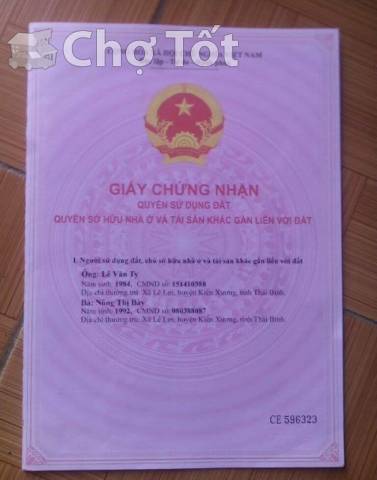 Chợ Tốt
NAM
GIẤY CHỨNG NHẬN
QUYỀN SỬ DỤNG ĐẤT
QUYỀN SỞ HỮU NHÀ Ở VÀ TÀI SẢN KHÁC GẮN LIỀN VỚI ĐẤT
I. Người sử dụng đất, chủ sở hữu nhà ở và tài sản khác gắn liền với đất
Ông: Lê Văn Ty
Năm sinh: 1984, CMND số: 151410588
Địa chỉ thường trú: Xã Lê Lợi, huyện Kiến Xương, tỉnh Thái Bình.
Bà: Nông Thị Bảy
Năm sinh: 1992, CMND số: 080388087
Địa chỉ thường trú: Xã Lê Lợi, huyện Kiến Xương, tỉnh Thái Bình.
CE 596323